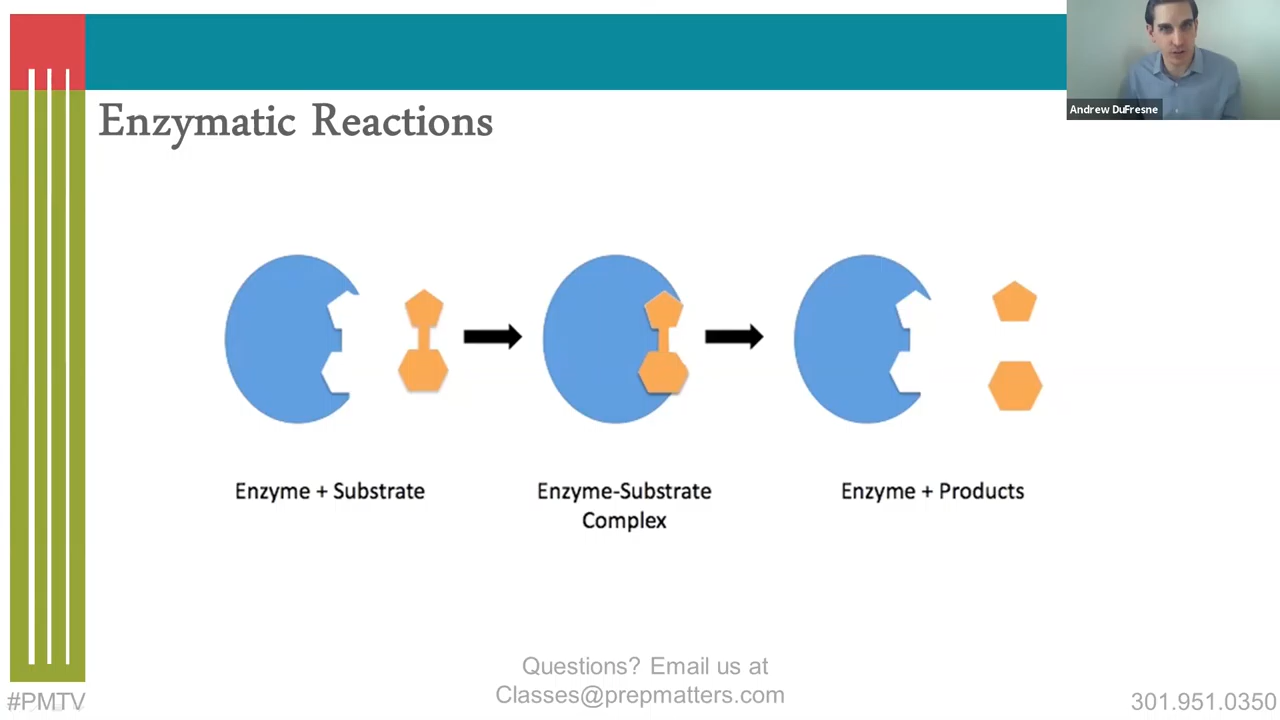 Andrew DuFresne
Enzymatic Reactions
Enzyme + Substrate
Enzyme-Substrate
Complex
Enzyme + Products
Questions? Email us at
Classes@prepmatters.com
#PMTV
301.951.0350